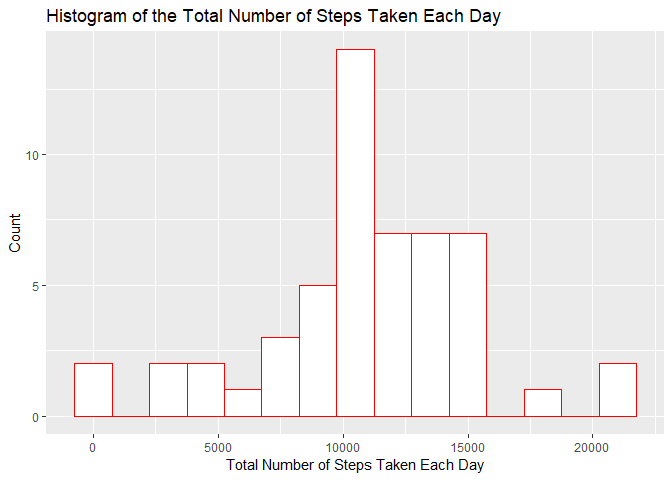 Histogram of the Total Number of Steps Taken Each Day
10
5
0
Count
0 5000 10000 15000 20000
Total Number of Steps Taken Each Day